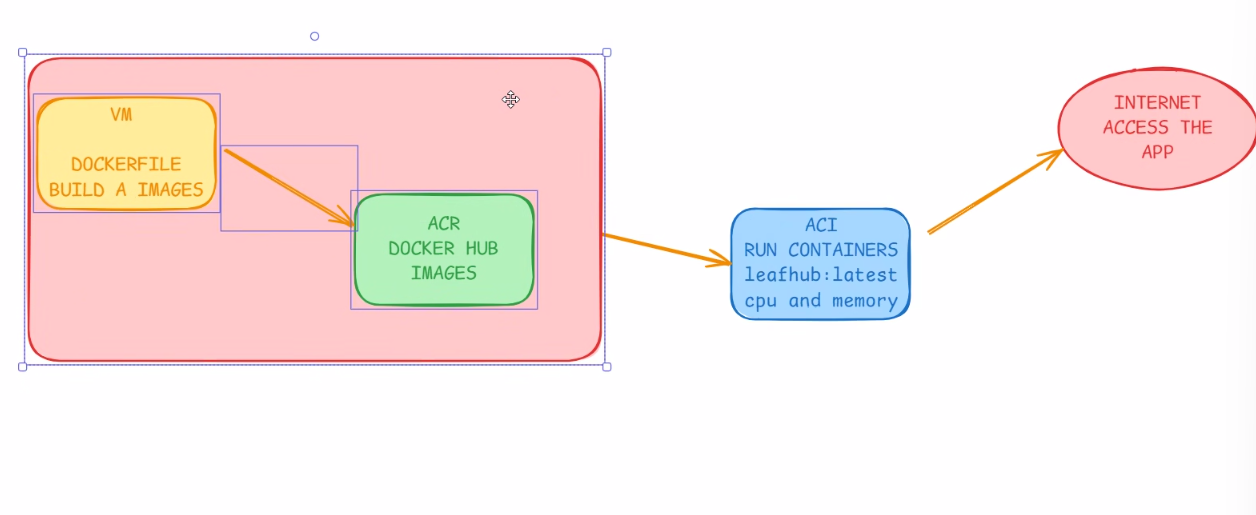 VM
DOCKERFILE
BUILD A IMAGES
ACR
DOCKER HUB
IMAGES
ACI
RUN CONTAINERS
leafhub:latest
cpu and memory
INTERNET
ACCESS THE
APP